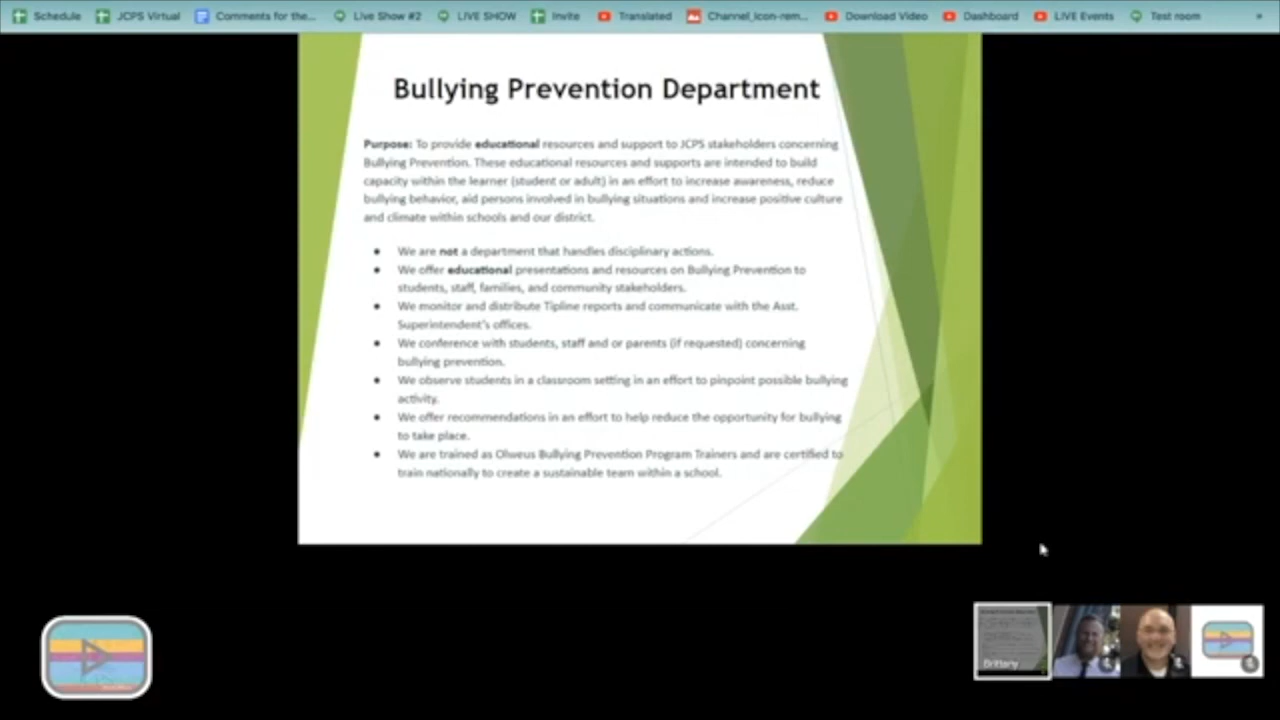 Schedule
JCPS Virtual
Comments for the...
Live Show #2
LIVE SHOW
Invite
Translated
Channel_icon-rem...
Download Video
Dashboard
LIVE Events
Test room
»
Bullying Prevention Department
Purpose: To provide educational resources and support to JCPS stakeholders concerning
Bullying Prevention. These educational resources and supports are intended to build
capacity within the learner (student or adult) in an effort to increase awareness, reduce
bullying behavior, aid persons involved in bullying situations and increase positive culture
and climate within schools and our district.
• We are not a department that handles disciplinary actions.
• We offer educational presentations and resources on Bullying Prevention to
students, staff, families, and community stakeholders.
• We monitor and distribute Tipline reports and communicate with the Asst.
Superintendent's offices.
• We conference with students, staff and or parents (if requested) concerning
bullying prevention.
• We observe students in a classroom setting in an effort to pinpoint possible bullying
activity.
• We offer recommendations in an effort to help reduce the opportunity for bullying
to take place.
• We are trained as Olweus Bullying Prevention Program Trainers and are certified to
train nationally to create a sustainable team within a school.
Brittany